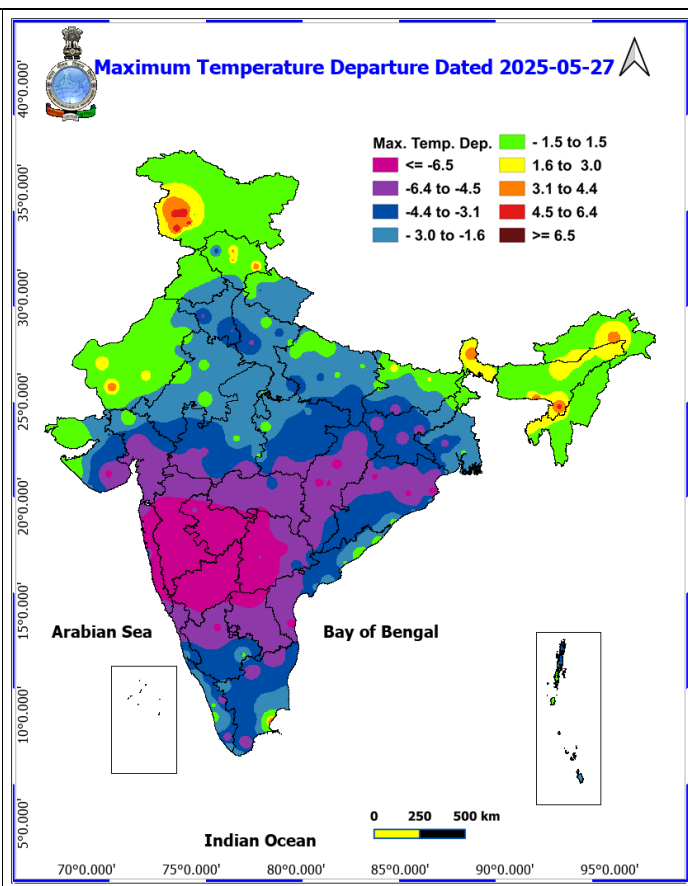 Maximum Temperature Departure Dated 2025-05-27
Max. Temp. Dep.
<= -6.5
-6.4 to -4.5
-4.4 to -3.1
- 3.0 to -1.6
- 1.5 to 1.5
1.6 to 3.0
3.1 to 4.4
4.5 to 6.4
>= 6.5
40°0.000'
35°0.000'
30°0.000'
25°0.000'
20°0.000'
15°0.000'
10°0.000'
5°0.000'
Arabian Sea
Bay of Bengal
Indian Ocean
0 250 500 km
70°0.000' 75°0.000' 80°0.000' 85°0.000' 90°0.000' 95°0.000'